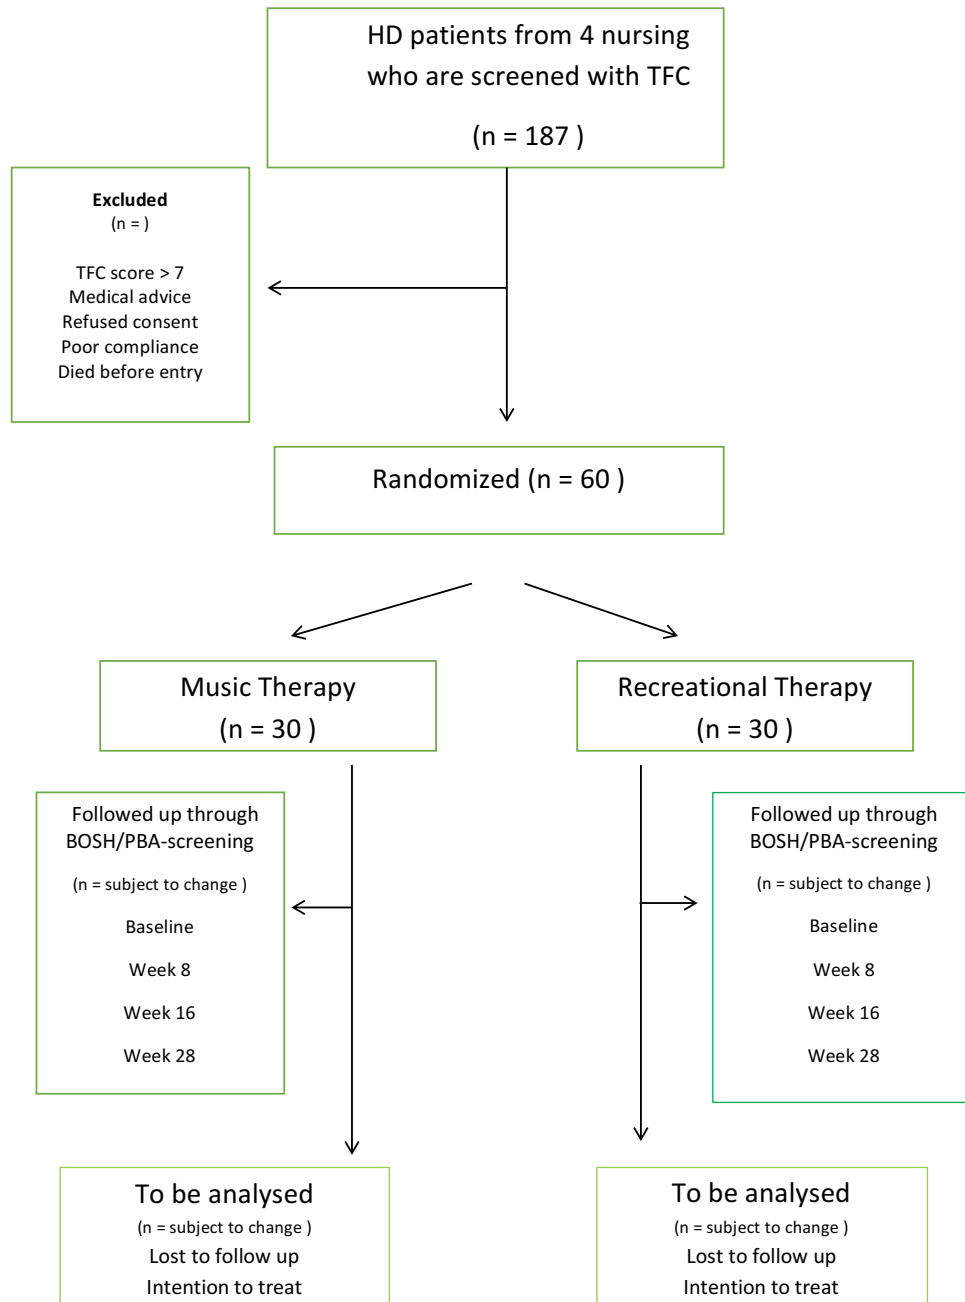 HD patients from 4 nursing
who are screened with TFC
(n = 187 )
Excluded
(n = )
TFC score > 7
Medical advice
Refused consent
Poor compliance
Died before entry
Randomized (n = 60 )
Music Therapy
(n = 30 )
Recreational Therapy
(n = 30 )
Followed up through
BOSH/PBA-screening
(n = subject to change )
Baseline
Week 8
Week 16
Week 28
Followed up through
BOSH/PBA-screening
(n = subject to change )
Baseline
Week 8
Week 16
Week 28
To be analysed
(n = subject to change )
Lost to follow up
Intention to treat
To be analysed
(n = subject to change )
Lost to follow up
Intention to treat